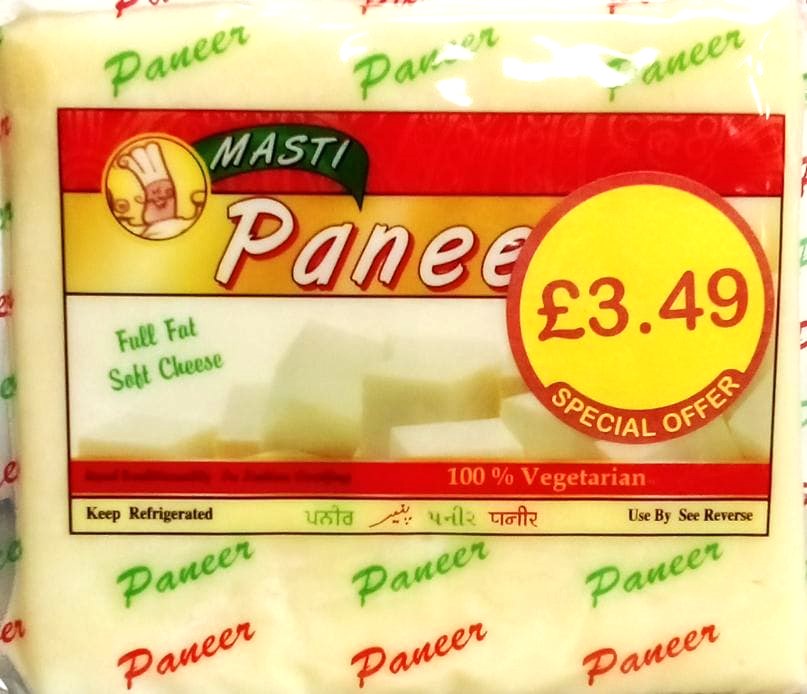 Paneer Paneer Paneer
MASTI
Panee
£3.49
SPECIAL OFFER
Full Fat
Soft Cheese
100 % Vegetarian
Keep Refrigerated
ਪਨੀਰ پنیر પનીર पनीर
Use By See Reverse
Paneer Paneer Paneer
Paneer Paneer Paneer